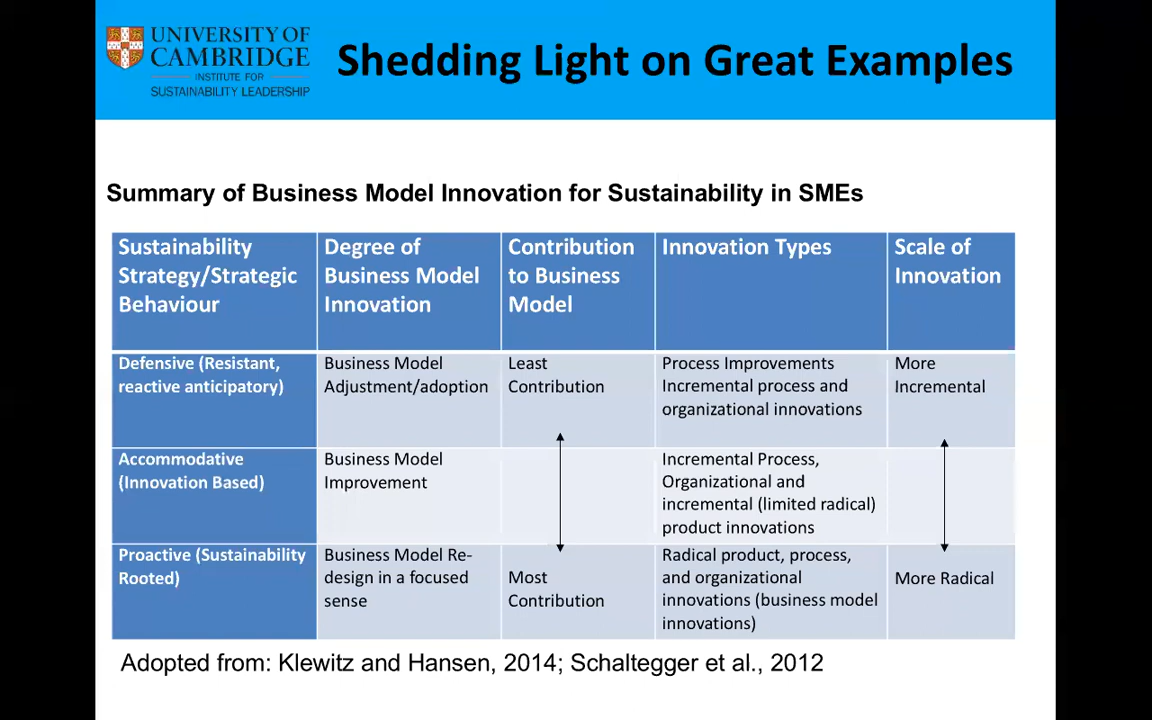 UNIVERSITY OF
CAMBRIDGE
INSTITUTE FOR
SUSTAINABILITY LEADERSHIP
Shedding Light on Great Examples
Summary of Business Model Innovation for Sustainability in SMEs
Sustainability
Strategy/Strategic
Behaviour
Degree of
Business Model
Innovation
Contribution
to Business
Model
Innovation Types
Scale of
Innovation
Defensive (Resistant,
reactive anticipatory)
Business Model
Adjustment/adoption
Least
Contribution
Process Improvements
Incremental process and
organizational innovations
More
Incremental
Accommodative
(Innovation Based)
Business Model
Improvement
Incremental Process,
Organizational and
incremental (limited radical)
product innovations
Proactive (Sustainability
Rooted)
Business Model Re-
design in a focused
sense
Most
Contribution
Radical product, process,
and organizational
innovations (business model
innovations)
More Radical
Adopted from: Klewitz and Hansen, 2014; Schaltegger et al., 2012